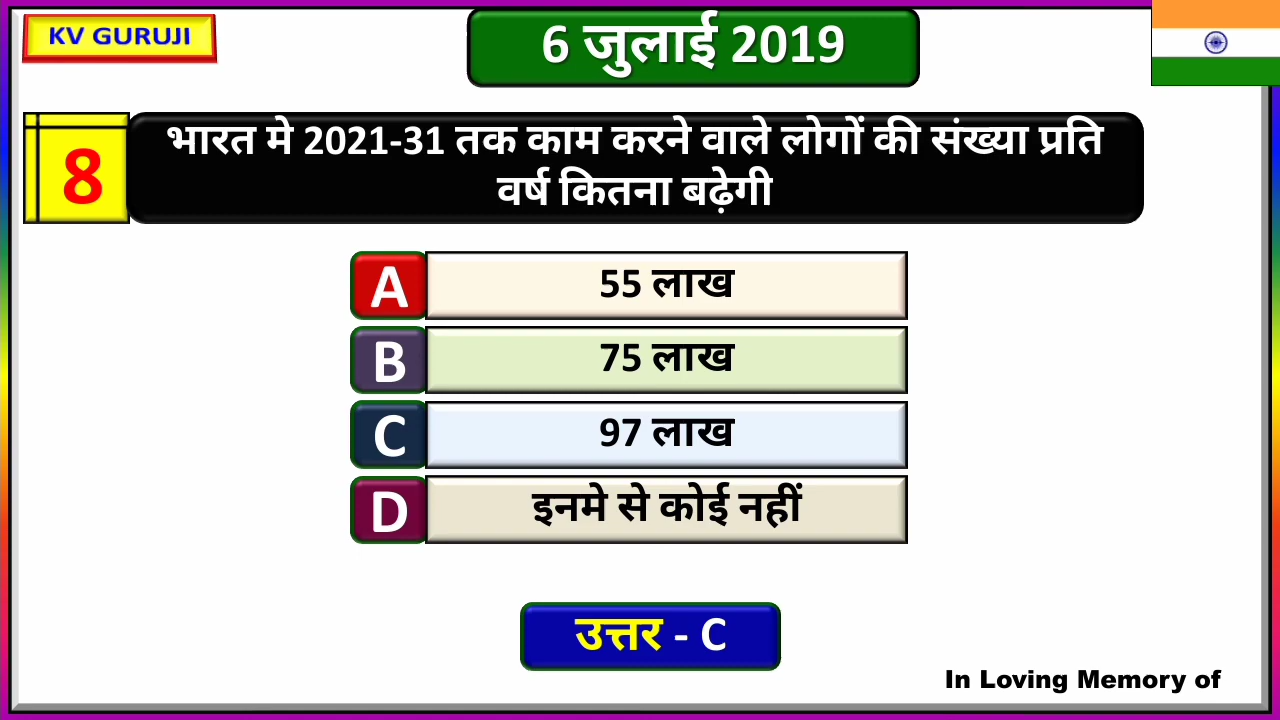 KV GURUJI
6 जुलाई 2019
8
भारत मे 2021-31 तक काम करने वाले लोगों की संख्या प्रति
वर्ष कितना बढ़ेगी
A 55 लाख
B 75 लाख
C 97 लाख
D इनमे से कोई नहीं
उत्तर - C
In Loving Memory of